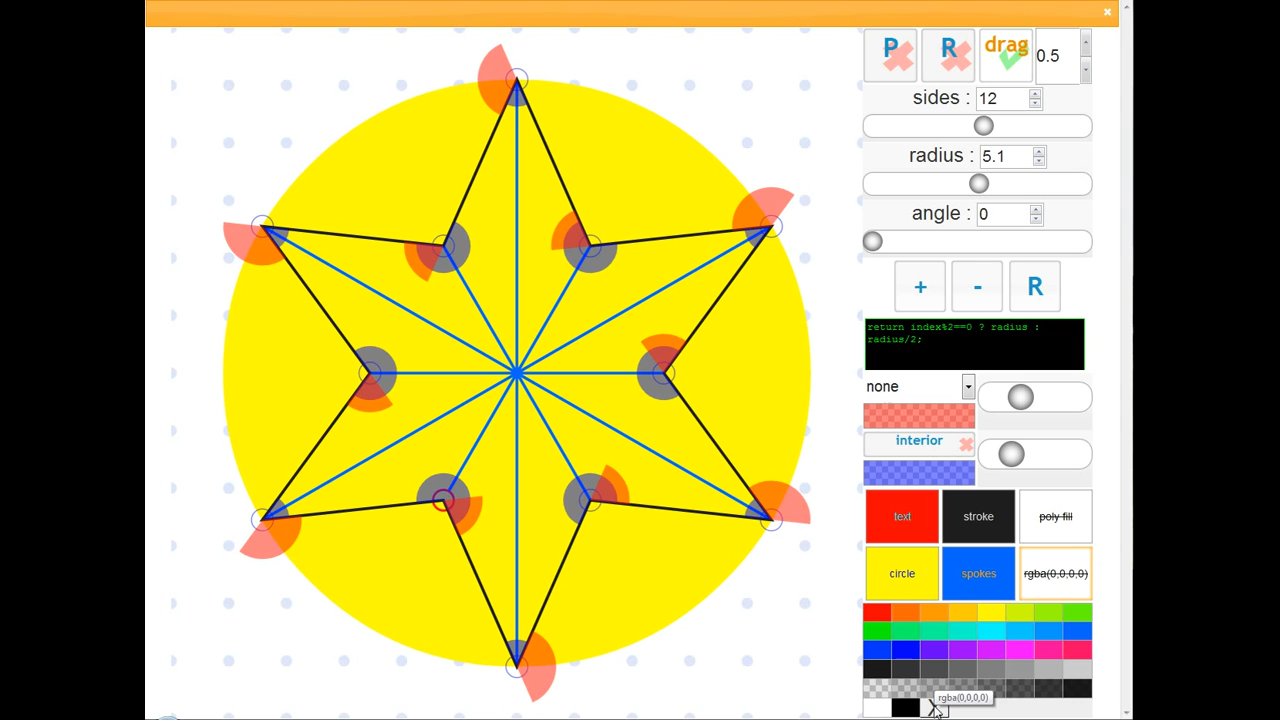 ×
P R drag 0.5
sides : 12
radius : 5.1
angle : 0
+ - R
return index%2==0 ? radius :
radius/2;
none
interior
text stroke poly fill
circle spokes rgba(0,0,0,0)
rgba(0,0,0,0)
X